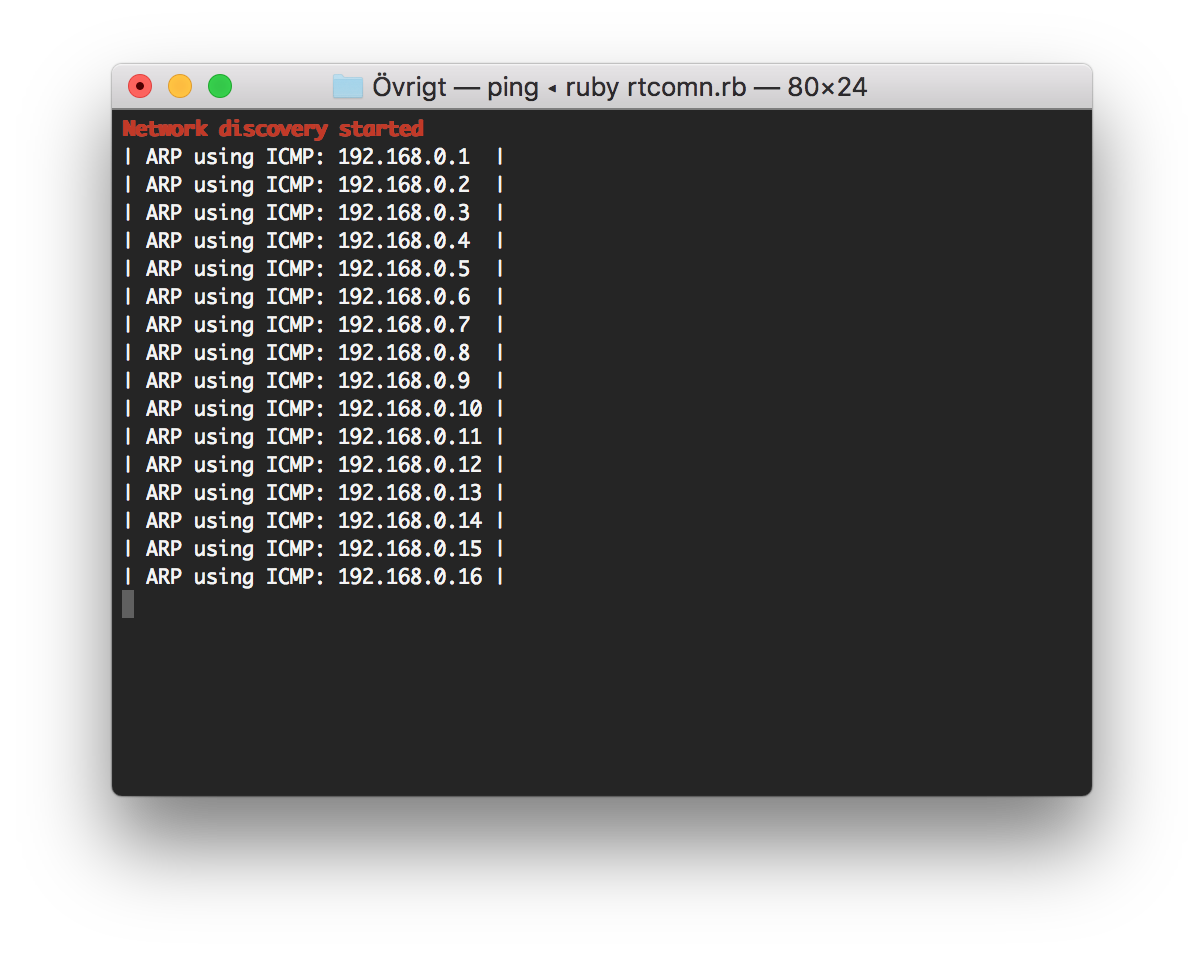 Övrigt — ping ◂ ruby rtcomn.rb — 80×24
Network discovery started
| ARP using ICMP: 192.168.0.1  |
| ARP using ICMP: 192.168.0.2  |
| ARP using ICMP: 192.168.0.3  |
| ARP using ICMP: 192.168.0.4  |
| ARP using ICMP: 192.168.0.5  |
| ARP using ICMP: 192.168.0.6  |
| ARP using ICMP: 192.168.0.7  |
| ARP using ICMP: 192.168.0.8  |
| ARP using ICMP: 192.168.0.9  |
| ARP using ICMP: 192.168.0.10 |
| ARP using ICMP: 192.168.0.11 |
| ARP using ICMP: 192.168.0.12 |
| ARP using ICMP: 192.168.0.13 |
| ARP using ICMP: 192.168.0.14 |
| ARP using ICMP: 192.168.0.15 |
| ARP using ICMP: 192.168.0.16 |